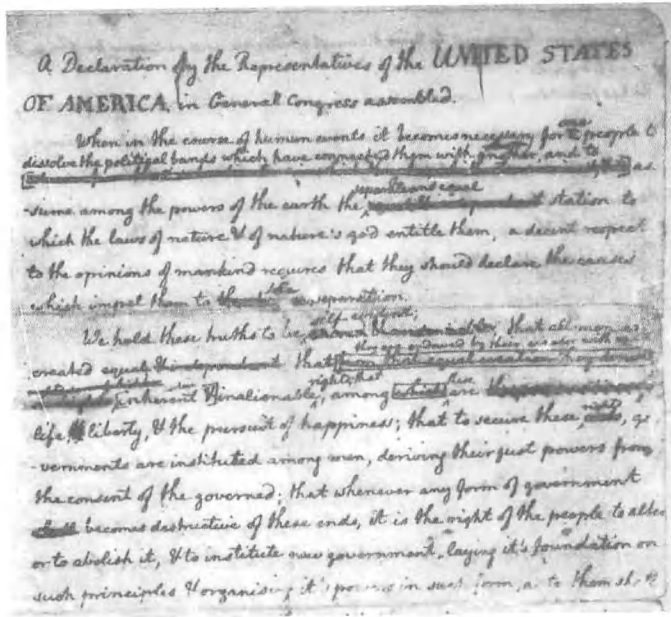 A Declaration by the Representatives of the UNITED STATES
OF AMERICA, in General Congress assembled.
When in the course of human events it becomes necessary for one people to
dissolve the political bands which have connected them with another, and to
as
-sume among the powers of the earth the separate and equal station to
which the laws of nature & of nature's god entitle them, a decent respect
to the opinions of mankind requires that they should declare the causes
which impel them to the separation.
We hold these truths to be self-evident; that all men are
created equal & independent; that they are endowed by their creator with
inherent & inalienable rights, that among which these are
life, liberty, & the pursuit of happiness; that to secure these rights, go
-vernments are instituted among men, deriving their just powers from
the consent of the governed; that whenever any form of government
shall becomes destructive of these ends, it is the right of the people to alter
or to abolish it, & to institute new government, laying it's foundation on
such principles & organising it's powers in such form, as to them sh